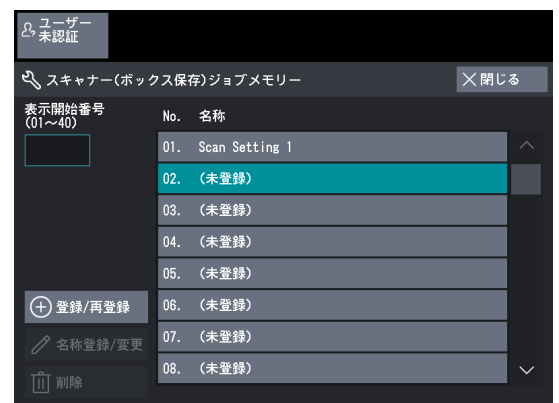 ユーザー
未認証
スキャナー(ボックス保存)ジョブメモリー
閉じる
表示開始番号
(01～40)
No. 名称
01. Scan Setting 1
02. (未登録)
03. (未登録)
04. (未登録)
05. (未登録)
06. (未登録)
07. (未登録)
08. (未登録)
登録/再登録
名称登録/変更
削除